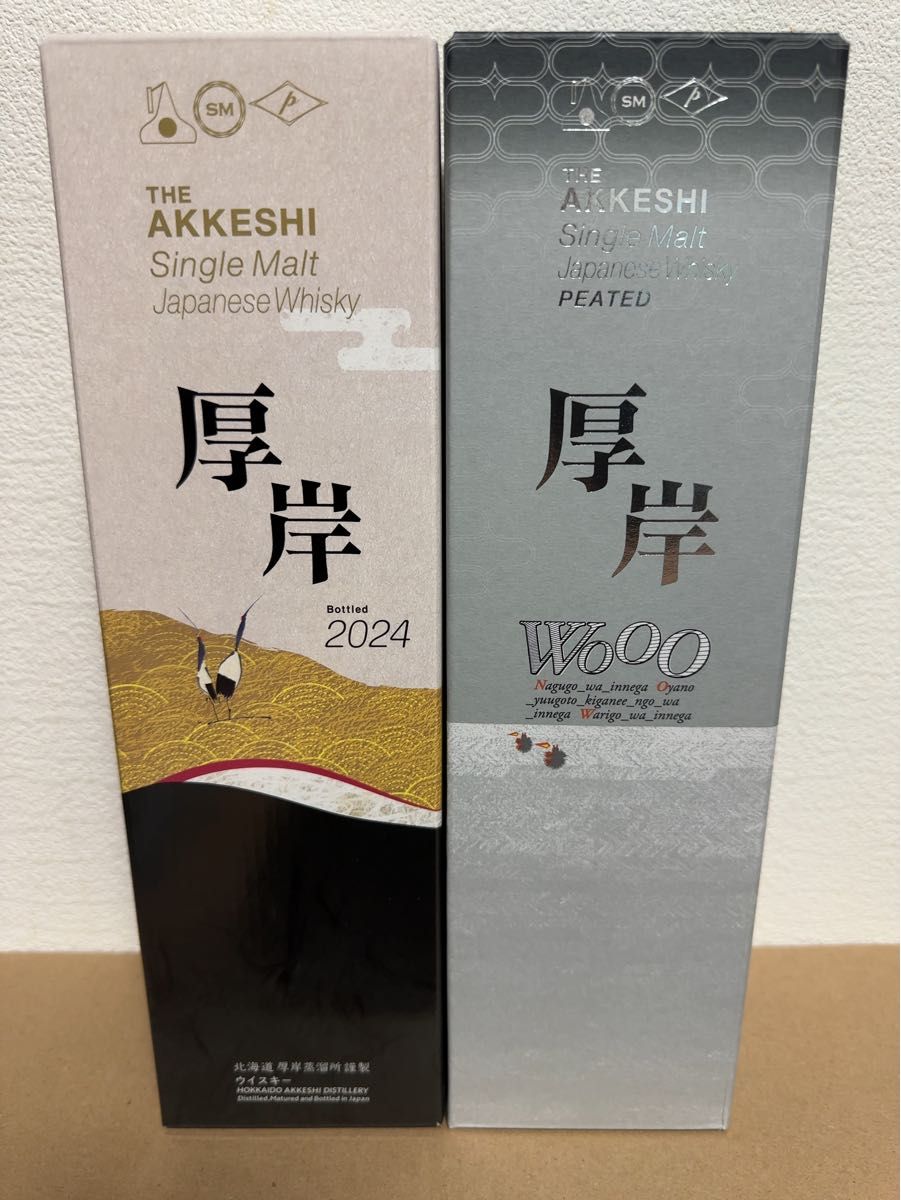 SM
p
THE
AKKESHI
Single Malt
Japanese Whisky
厚
岸
Bottled
2024
北海道 厚岸蒸溜所 謹製
ウイスキー
HOKKAIDO AKKESHI DISTILLERY
Distilled, Matured and Bottled in Japan
SM
p
THE
AKKESHI
Single Malt
Japanese Whisky
PEATED
厚
岸
WoOO
Nagugo_wa_innega Oyano
_yuugoto_kiganee_ngo_wa
_innega Warigo_wa_innega